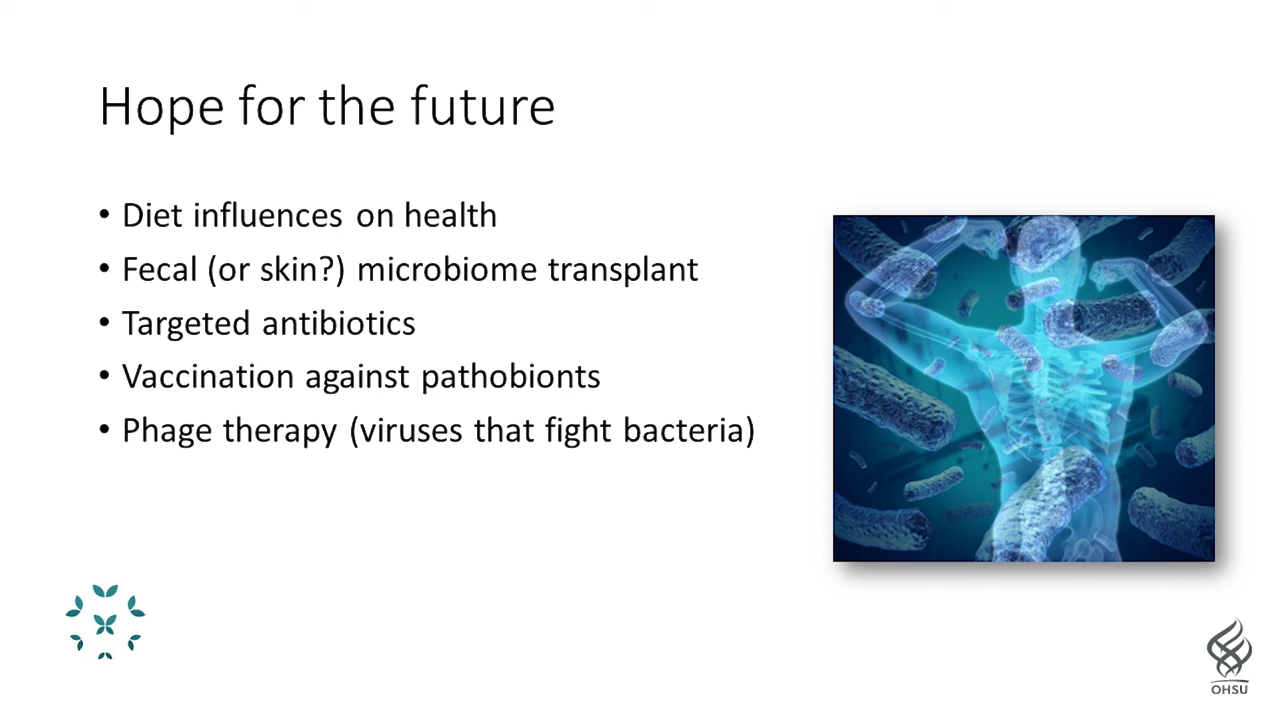 Hope for the future
• Diet influences on health
• Fecal (or skin?) microbiome transplant
• Targeted antibiotics
• Vaccination against pathobionts
• Phage therapy (viruses that fight bacteria)
OHSU